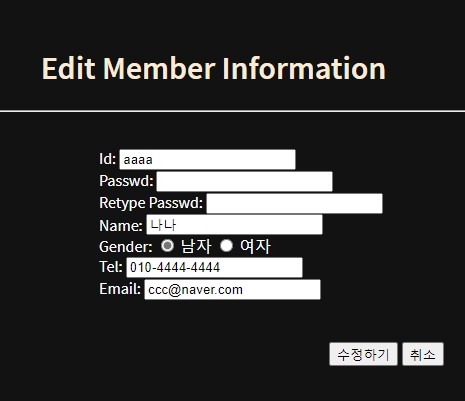 Edit Member Information
Id: aaaa
Passwd:
Retype Passwd:
Name: 나나
Gender: 남자 여자
Tel: 010-4444-4444
Email: ccc@naver.com
수정하기 취소